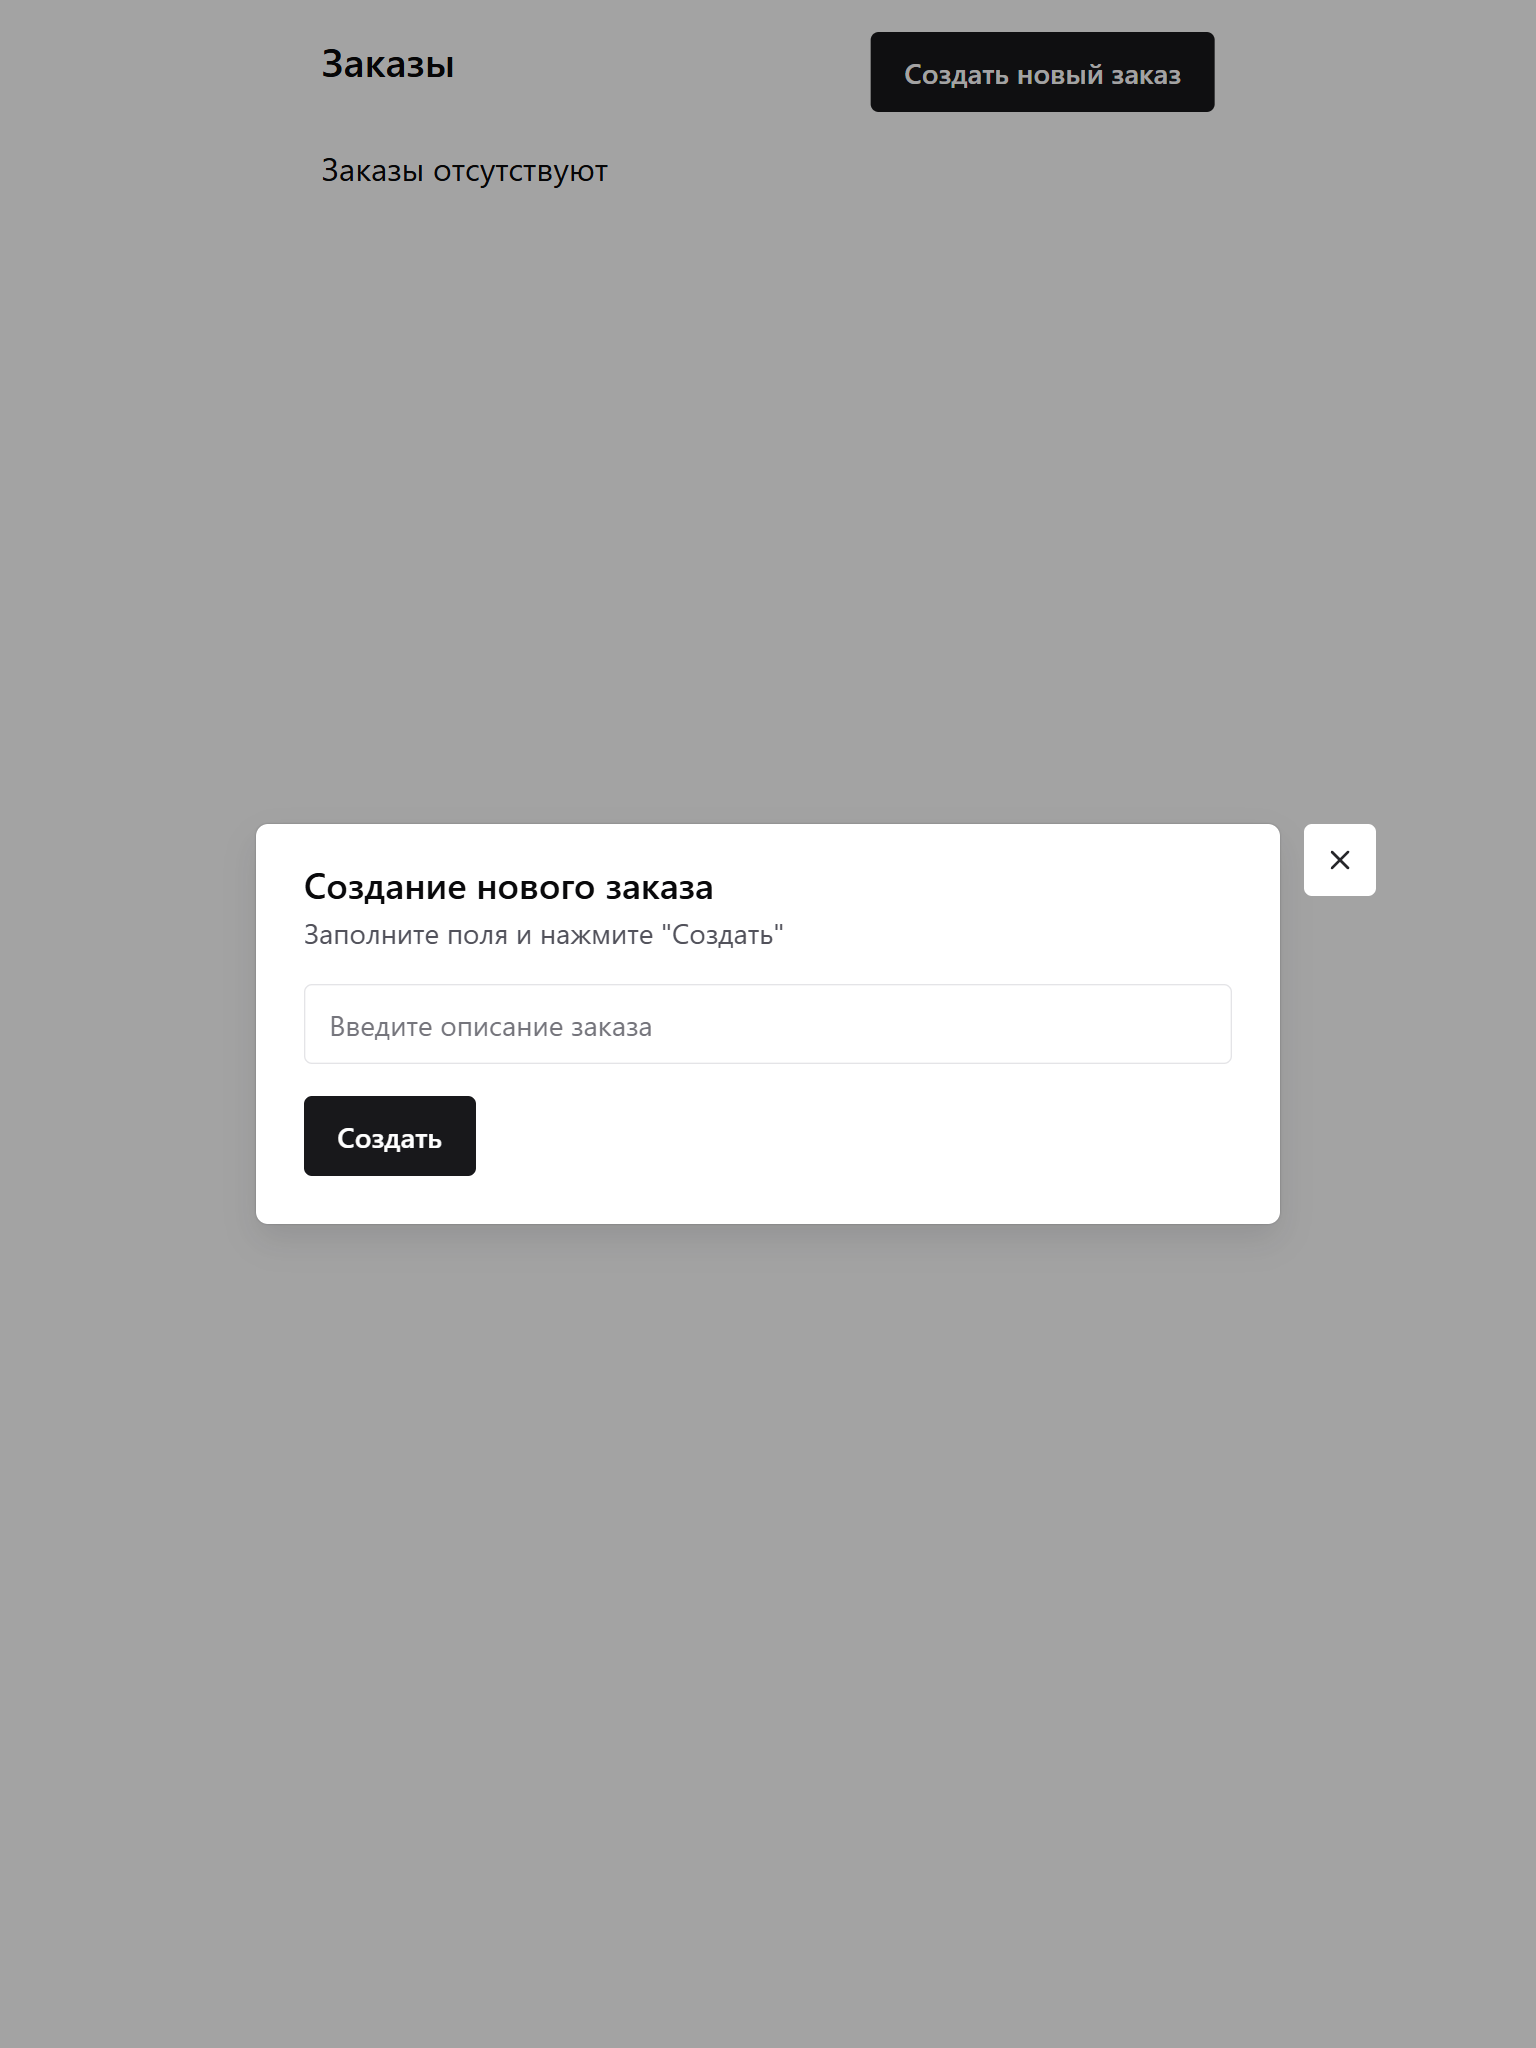 Заказы
Создать новый заказ
Заказы отсутствуют
Создание нового заказа
Заполните поля и нажмите "Создать"
Введите описание заказа
Создать